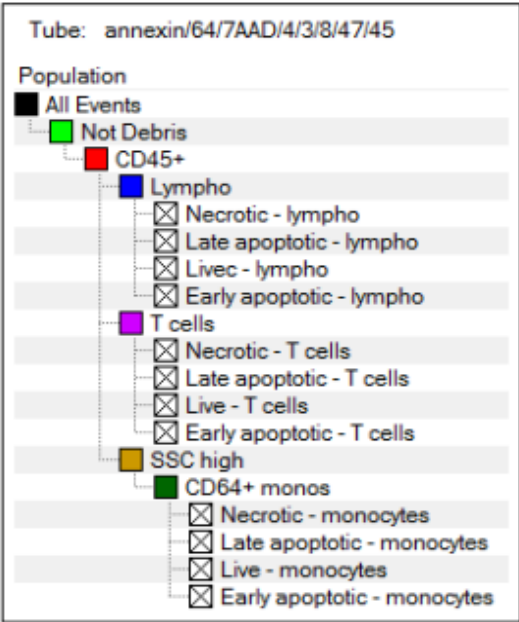 Tube: annexin/64/7AAD/4/3/8/47/45
Population
All Events
Not Debris
CD45+
Lympho
Necrotic - lympho
Late apoptotic - lympho
Livec - lympho
Early apoptotic - lympho
T cells
Necrotic - T cells
Late apoptotic - T cells
Live - T cells
Early apoptotic - T cells
SSC high
CD64+ monos
Necrotic - monocytes
Late apoptotic - monocytes
Live - monocytes
Early apoptotic - monocytes